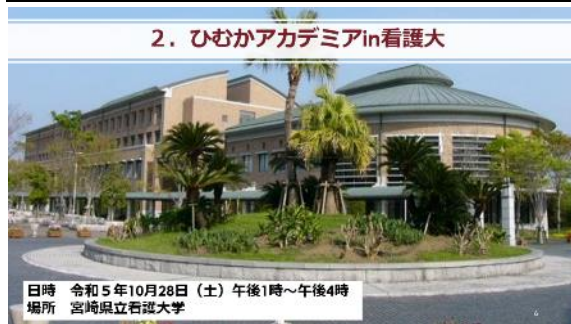 2．ひむかアカデミアin看護大
日時　令和５年10月28日（土）午後1時～午後4時
場所　宮崎県立看護大学
6